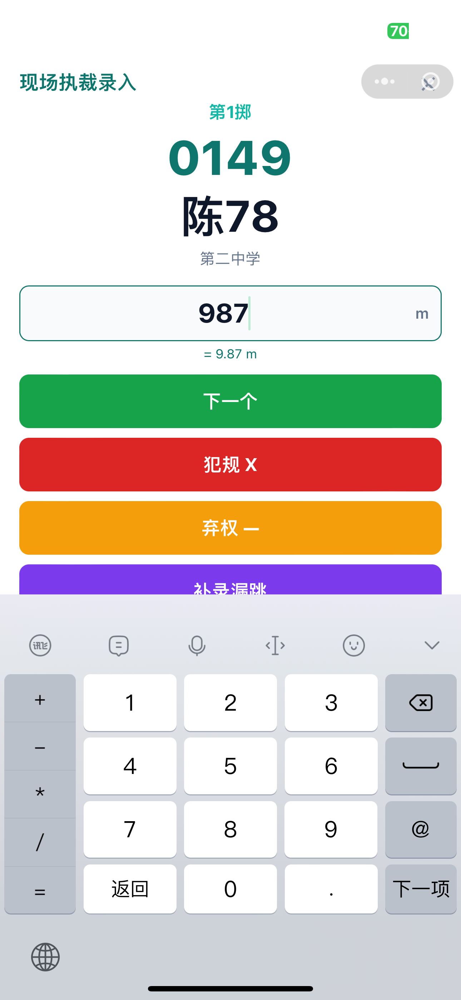 70
现场执裁录入
第1掷
0149
陈78
第二中学
987
m
= 9.87 m
下一个
犯规 X
弃权 —
补录漏跳
讯飞
+ 1 2 3
- 4 5 6
* 7 8 9 @
/
= 返回 0 . 下一项